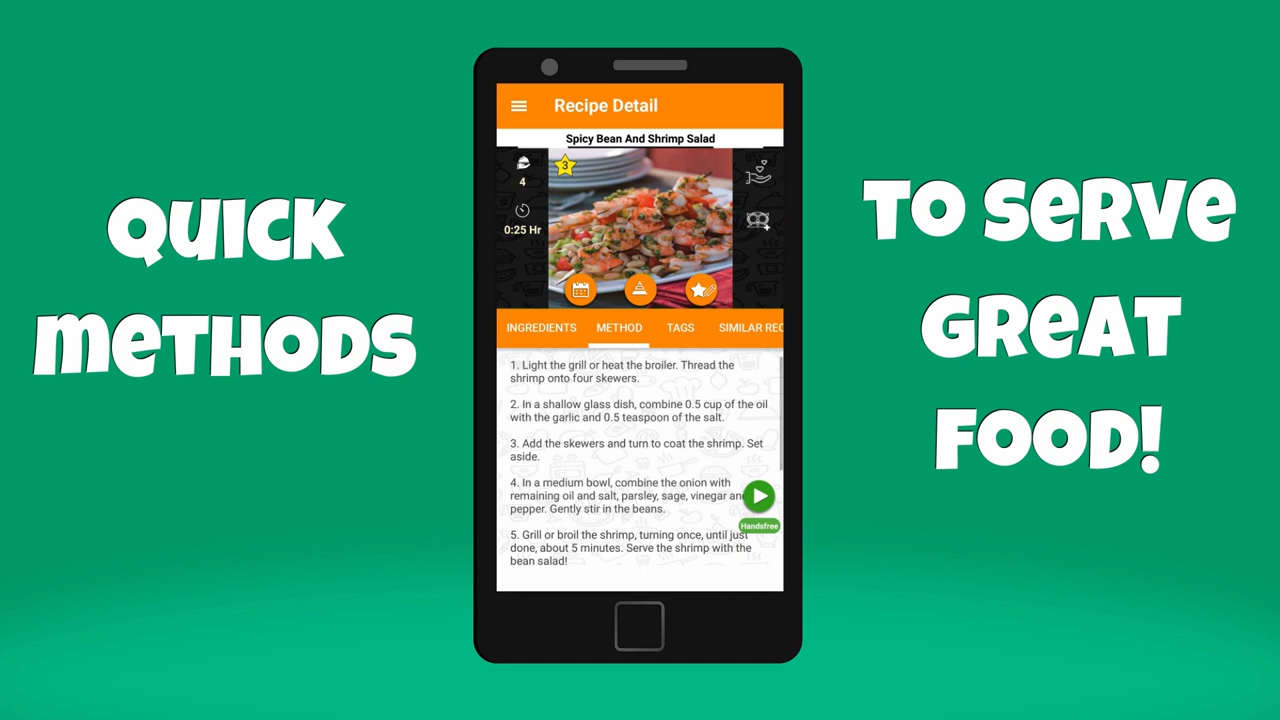 QUICK
METHODS
Recipe Detail
Spicy Bean And Shrimp Salad
3
4
0:25 Hr
INGREDIENTS METHOD TAGS SIMILAR REC
1. Light the grill or heat the broiler. Thread the
shrimp onto four skewers.
2. In a shallow glass dish, combine 0.5 cup of the oil
with the garlic and 0.5 teaspoon of the salt.
3. Add the skewers and turn to coat the shrimp. Set
aside.
4. In a medium bowl, combine the onion with
remaining oil and salt, parsley, sage, vinegar and
pepper. Gently stir in the beans.
5. Grill or broil the shrimp, turning once, until just
done, about 5 minutes. Serve the shrimp with the
bean salad!
Handsfree
TO SERVE
GREAT
FOOD!